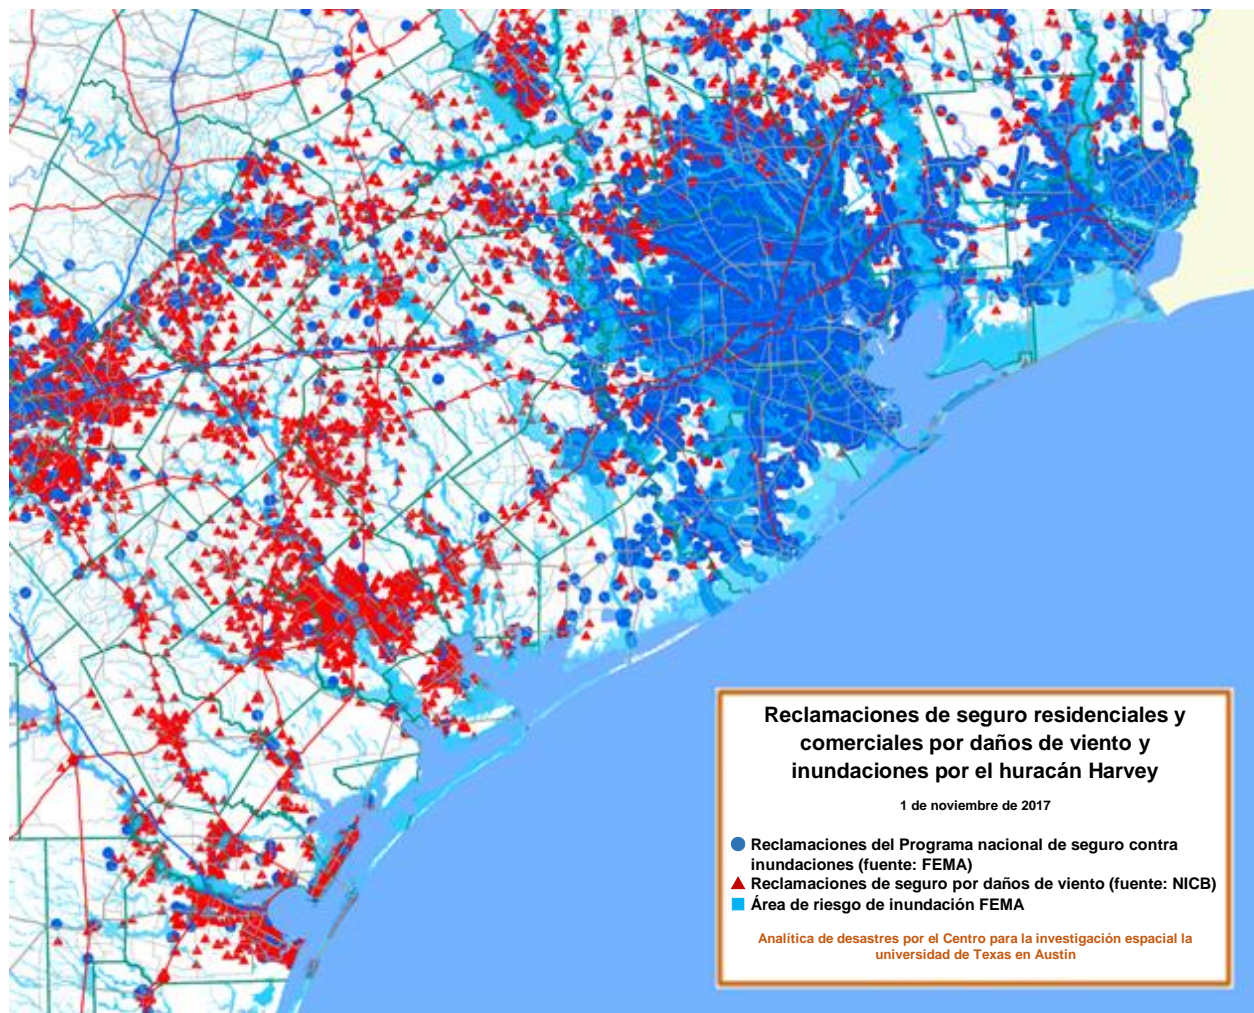 Reclamaciones de seguro residenciales y
comerciales por daños de viento y
inundaciones por el huracán Harvey
1 de noviembre de 2017
Reclamaciones del Programa nacional de seguro contra
inundaciones (fuente: FEMA)
Reclamaciones de seguro por daños de viento (fuente: NICB)
Área de riesgo de inundación FEMA
Analítica de desastres por el Centro para la investigación espacial la
universidad de Texas en Austin